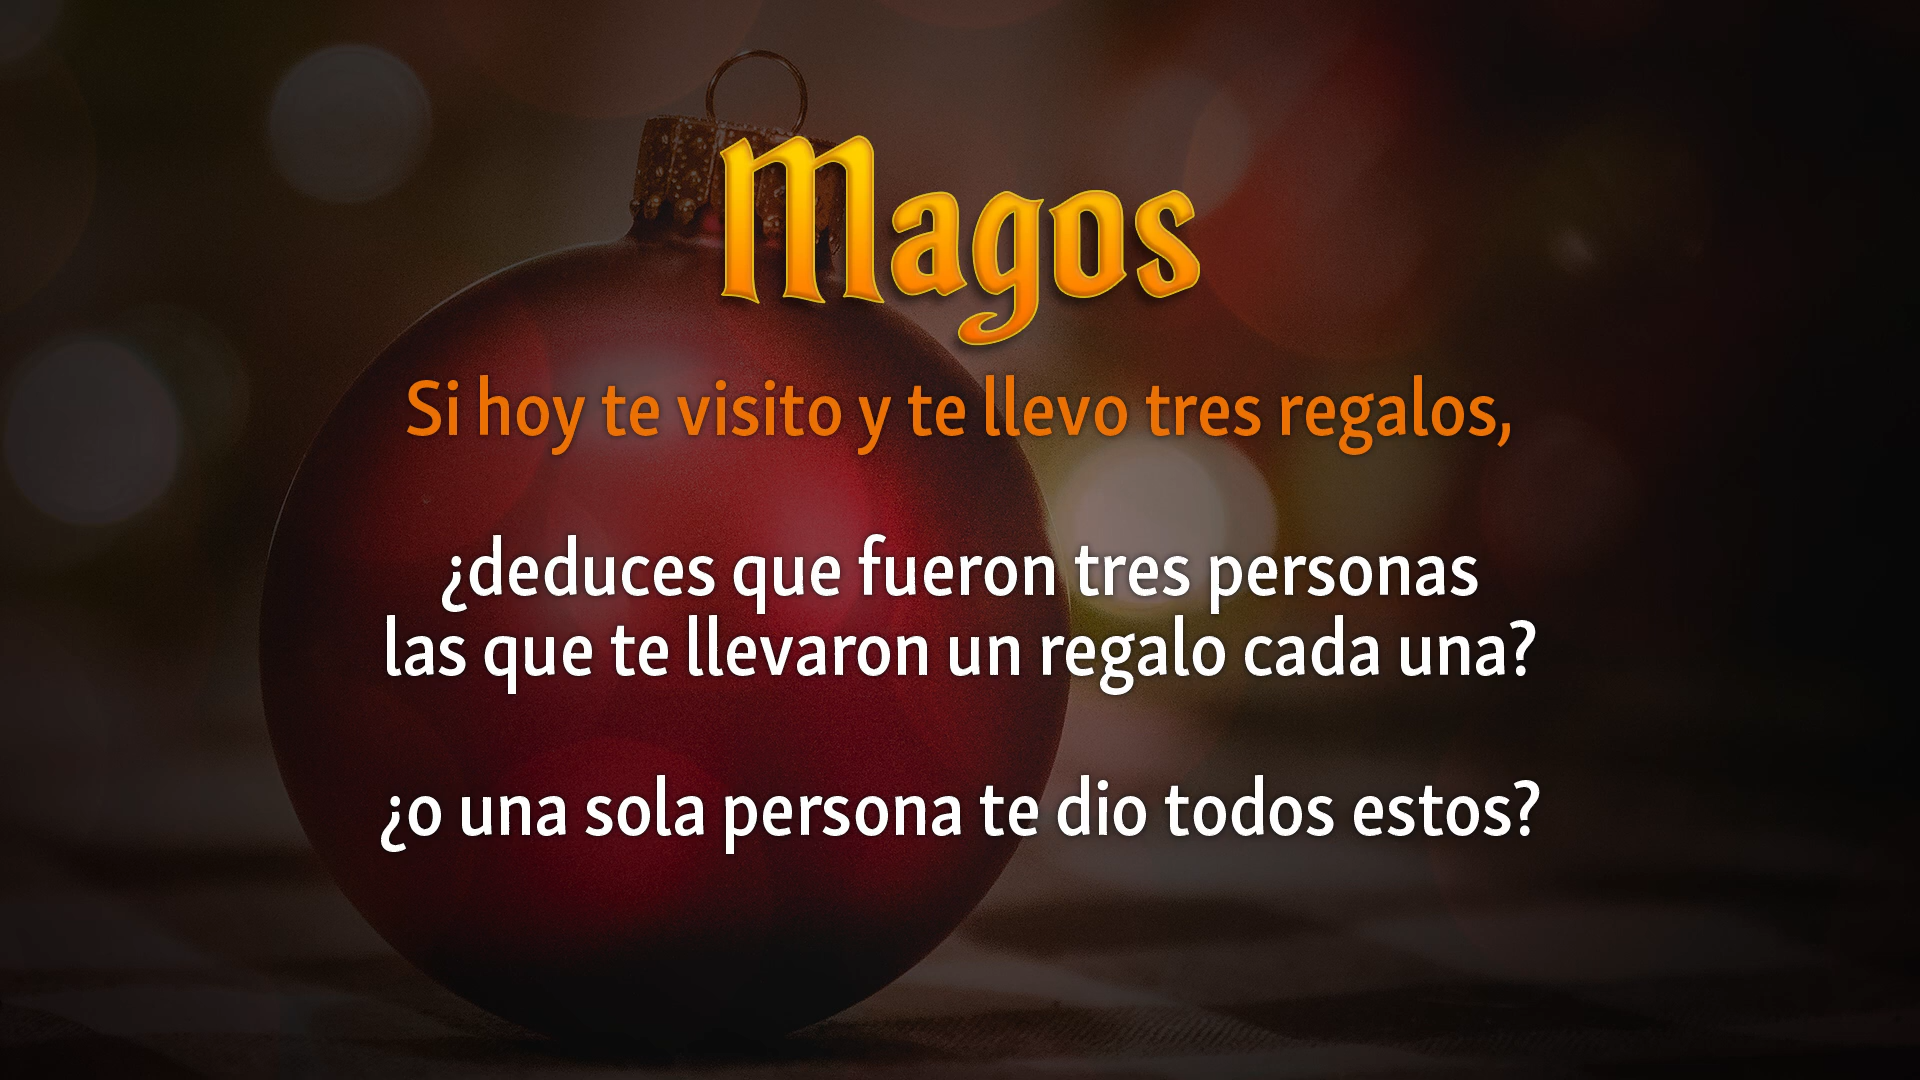 Magos
Si hoy te visito y te llevo tres regalos,
¿deduces que fueron tres personas
las que te llevaron un regalo cada una?
¿o una sola persona te dio todos estos?